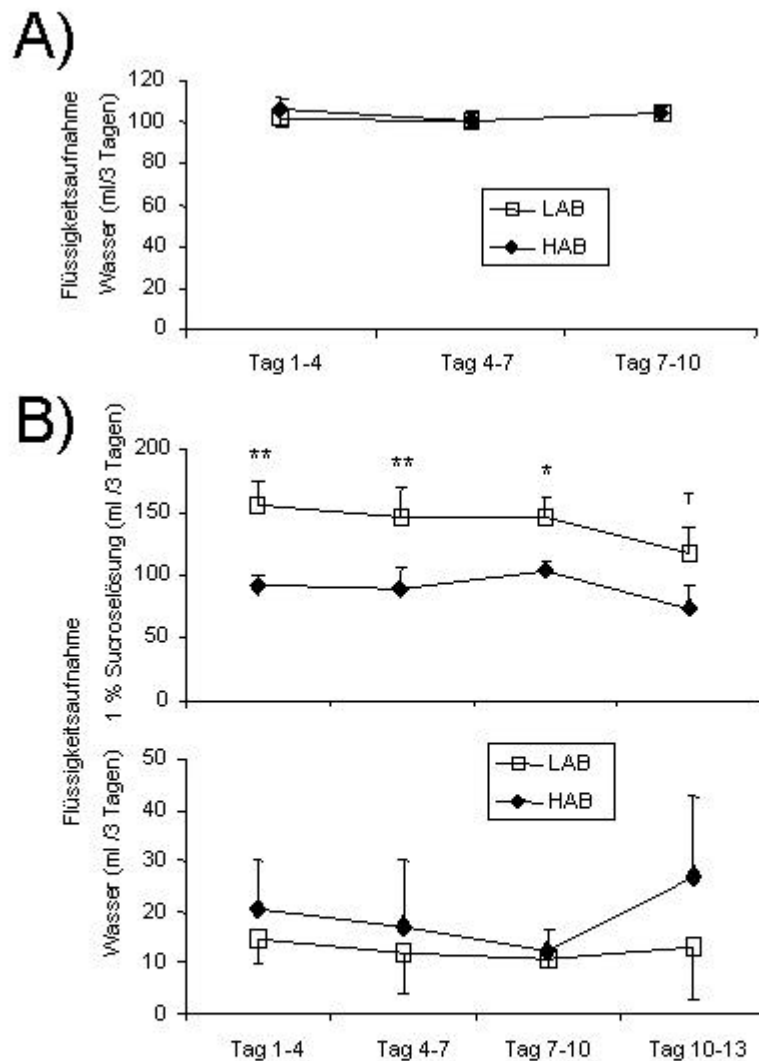 A)
Flüssigkeitsaufnahme
Wasser (ml/3 Tagen)
120
100
80
60
40
20
0
LAB
HAB
Tag 1-4 Tag 4-7 Tag 7-10
B)
Flüssigkeitsaufnahme
1 % Sucroselösung (ml /3 Tagen)
200
150
100
50
0
** ** * T
Wasser (ml /3 Tagen)
50
40
30
20
10
0
LAB
HAB
Tag 1-4 Tag 4-7 Tag 7-10 Tag 10-13